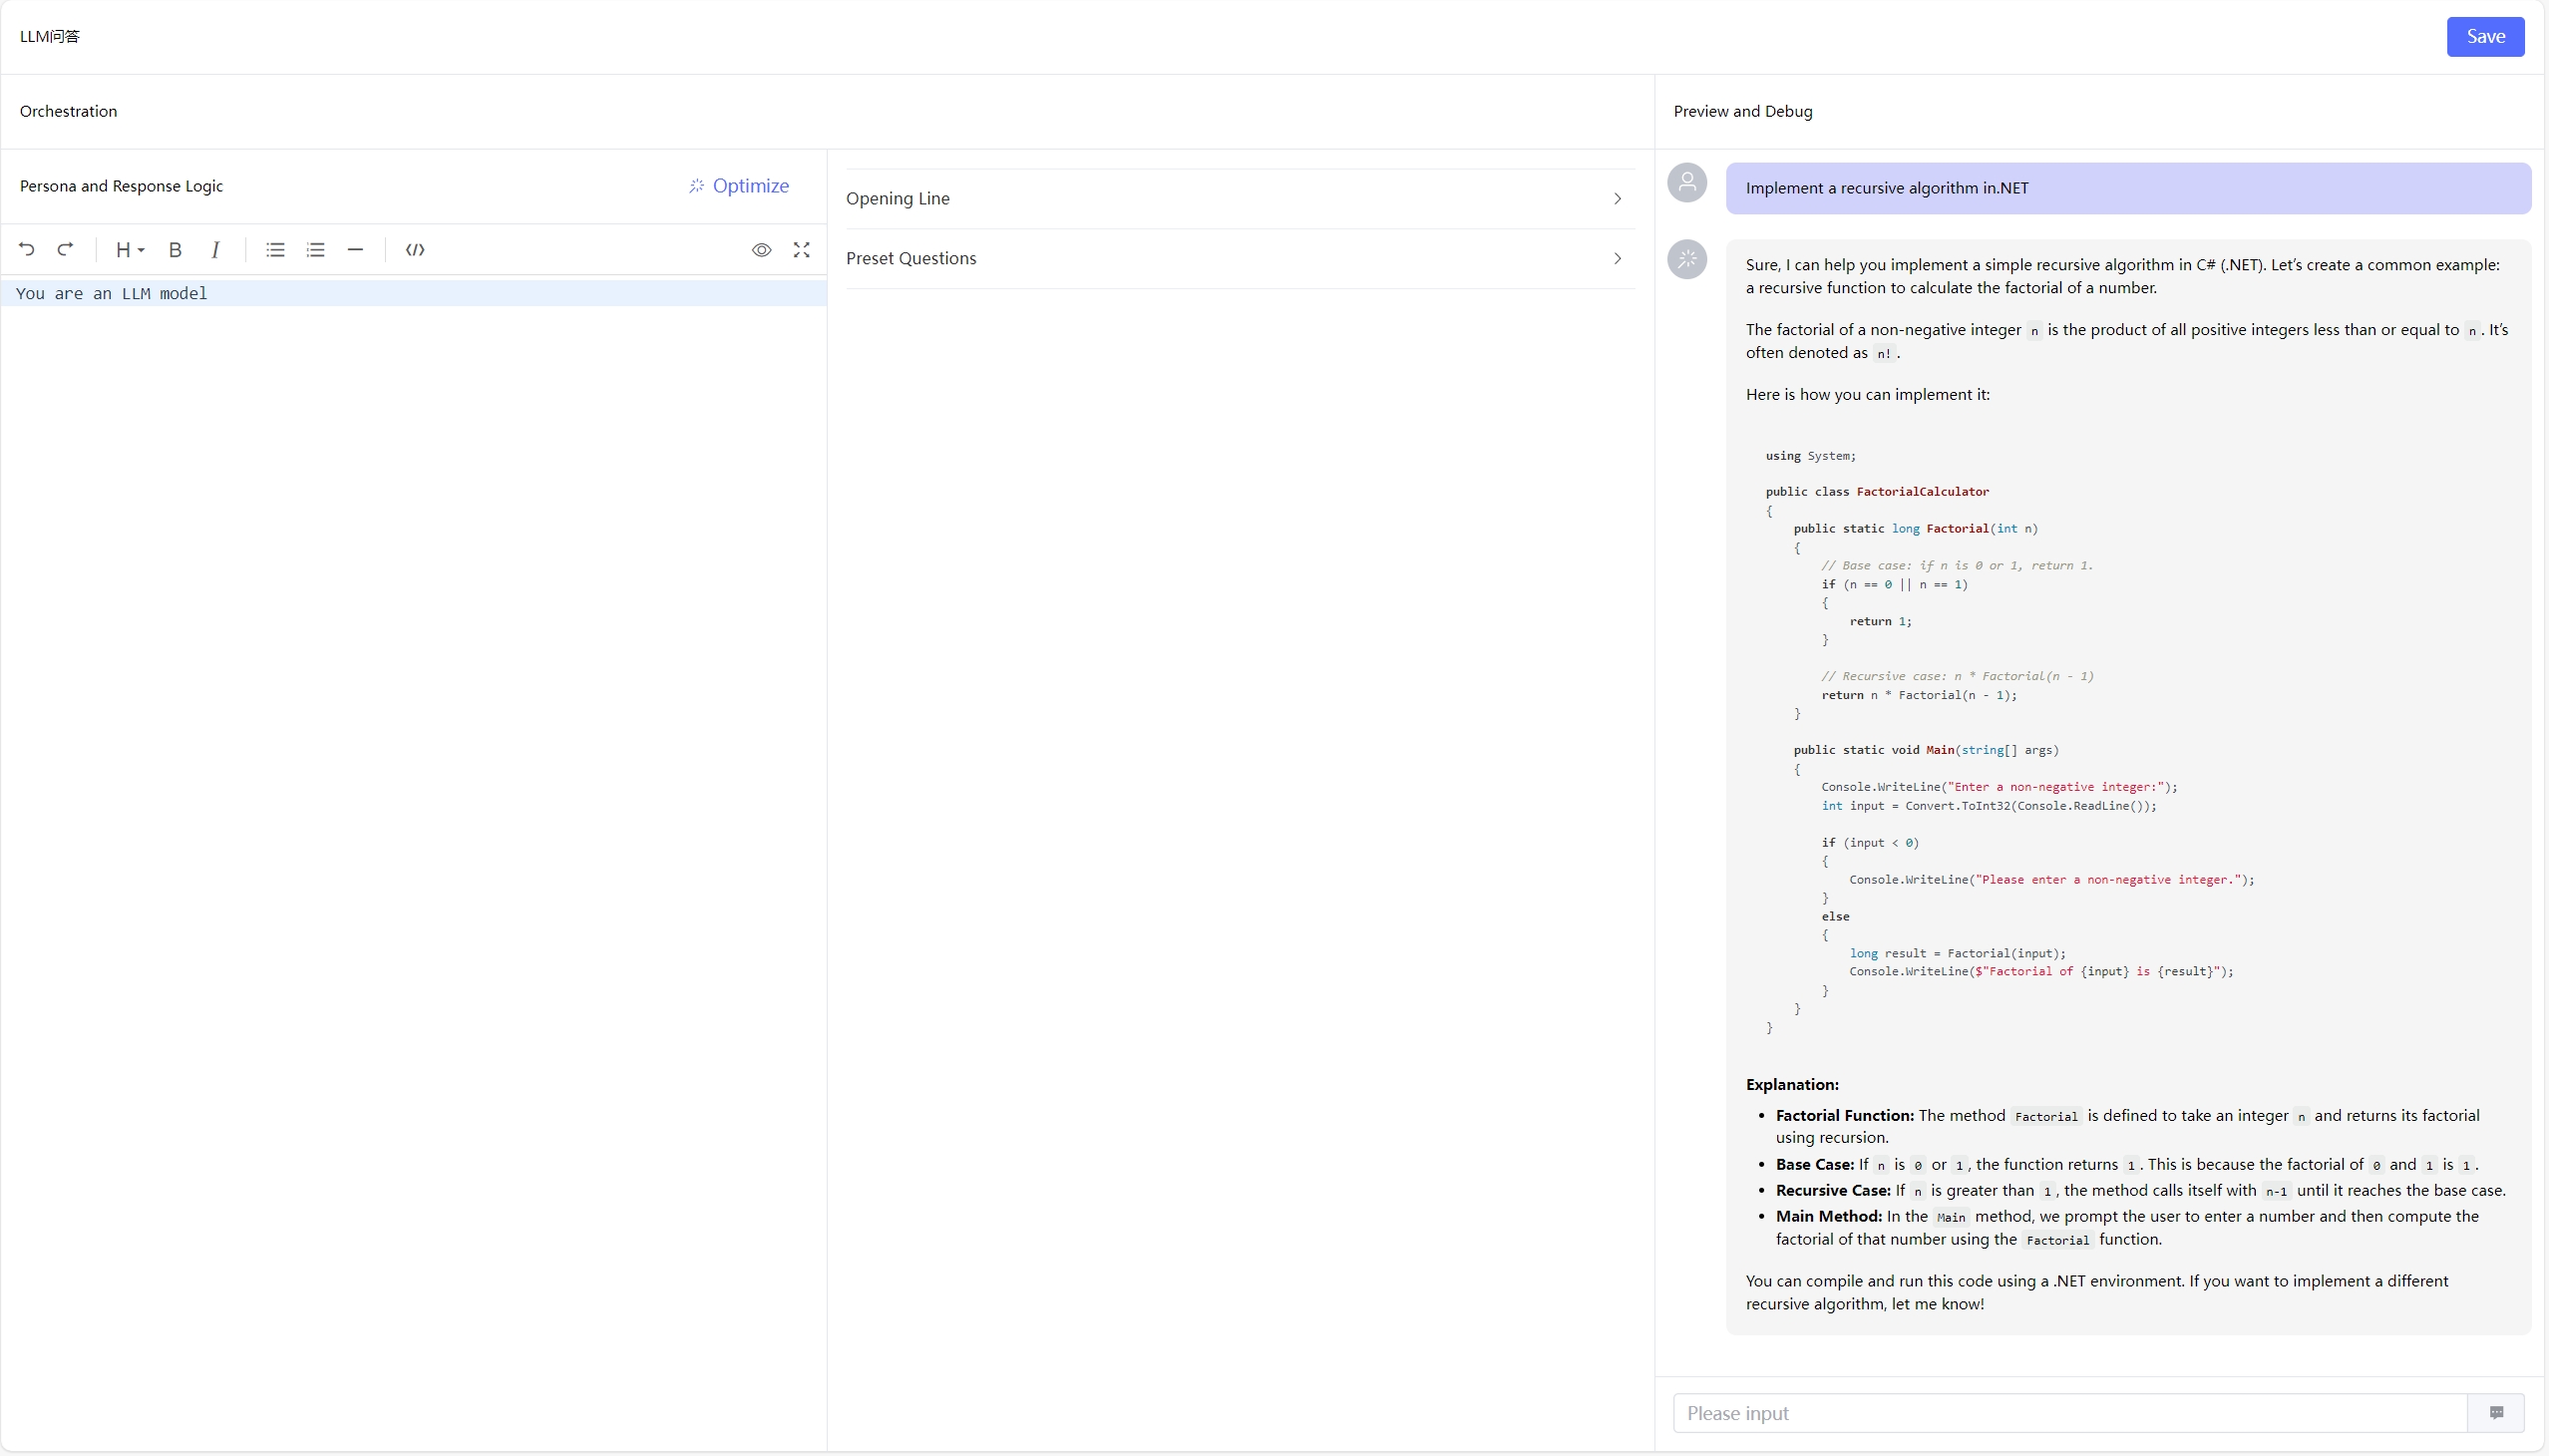 LLM问答
Save
Orchestration
Preview and Debug
Persona and Response Logic
Optimize
H
B
I
You are an LLM model
Opening Line
Preset Questions
Implement a recursive algorithm in.NET
Sure, I can help you implement a simple recursive algorithm in C# (.NET). Let’s create a common example:
a recursive function to calculate the factorial of a number.
The factorial of a non-negative integer n is the product of all positive integers less than or equal to n. It’s
often denoted as n!.
Here is how you can implement it:
using System;
public class FactorialCalculator
{
public static long Factorial(int n)
{
// Base case: if n is 0 or 1, return 1.
if (n == 0 || n == 1)
{
return 1;
}
// Recursive case: n * Factorial(n - 1)
return n * Factorial(n - 1);
}
public static void Main(string[] args)
{
Console.WriteLine("Enter a non-negative integer:");
int input = Convert.ToInt32(Console.ReadLine());
if (input < 0)
{
Console.WriteLine("Please enter a non-negative integer.");
}
else
{
long result = Factorial(input);
Console.WriteLine($"Factorial of {input} is {result}");
}
}
}
Explanation:
• Factorial Function: The method Factorial is defined to take an integer n and returns its factorial
using recursion.
• Base Case: If n is 0 or 1, the function returns 1. This is because the factorial of 0 and 1 is 1.
• Recursive Case: If n is greater than 1, the method calls itself with n-1 until it reaches the base case.
• Main Method: In the Main method, we prompt the user to enter a number and then compute the
factorial of that number using the Factorial function.
You can compile and run this code using a .NET environment. If you want to implement a different
recursive algorithm, let me know!
Please input